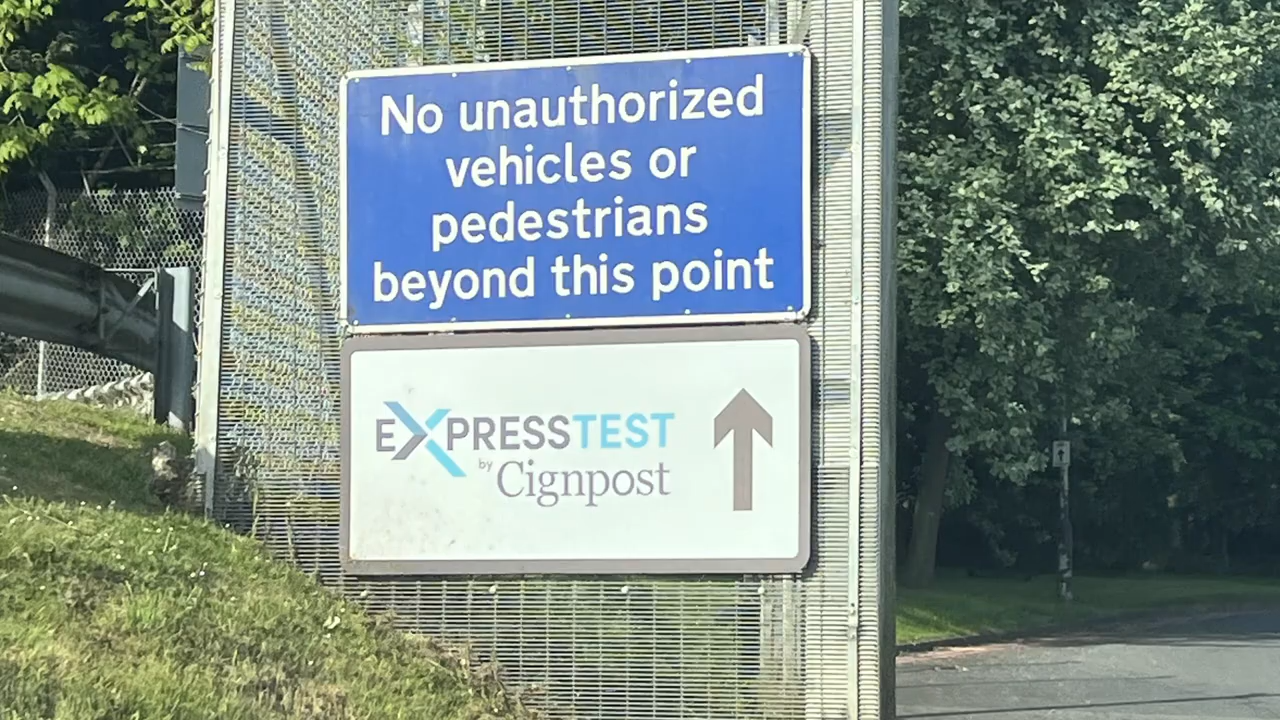 No unauthorized
vehicles or
pedestrians
beyond this point
EXPRESSTEST
by Cignpost